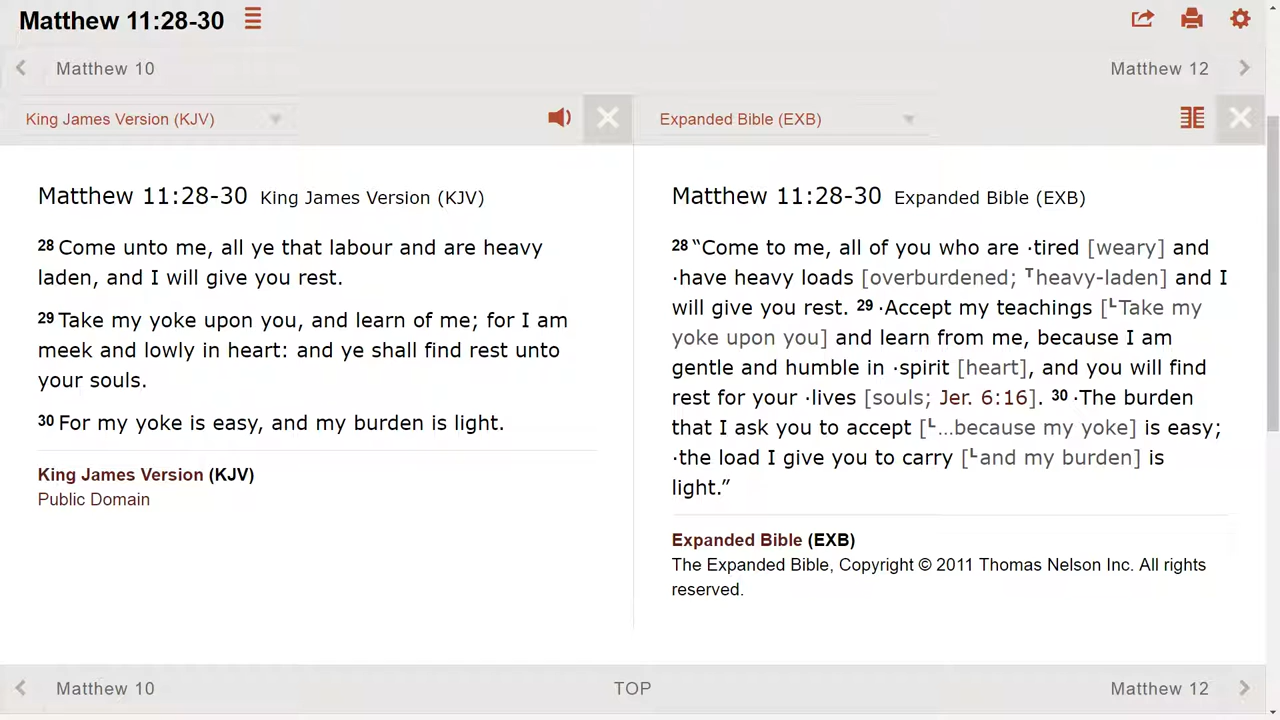 Matthew 11:28-30
Matthew 10
Matthew 12
King James Version (KJV)
Expanded Bible (EXB)
Matthew 11:28-30 King James Version (KJV)
28 Come unto me, all ye that labour and are heavy
laden, and I will give you rest.
29 Take my yoke upon you, and learn of me; for I am
meek and lowly in heart: and ye shall find rest unto
your souls.
30 For my yoke is easy, and my burden is light.
King James Version (KJV)
Public Domain
Matthew 11:28-30 Expanded Bible (EXB)
28 “Come to me, all of you who are ·tired [weary] and
·have heavy loads [overburdened; ᵀheavy-laden] and I
will give you rest. 29 ·Accept my teachings [ᴸTake my
yoke upon you] and learn from me, because I am
gentle and humble in ·spirit [heart], and you will find
rest for your ·lives [souls; Jer. 6:16]. 30 ·The burden
that I ask you to accept [ᴸ…because my yoke] is easy;
·the load I give you to carry [ᴸand my burden] is
light.”
Expanded Bible (EXB)
The Expanded Bible, Copyright © 2011 Thomas Nelson Inc. All rights
reserved.
Matthew 10
TOP
Matthew 12